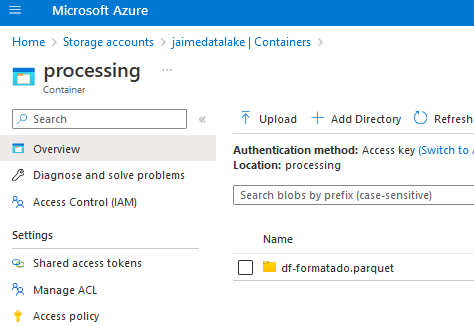 Microsoft Azure
Home > Storage accounts > jaimedatalake | Containers >
processing ...
Container
Search «
Overview
Diagnose and solve problems
Access Control (IAM)
Settings
Shared access tokens
Manage ACL
Access policy
Upload + Add Directory Refresh
Authentication method: Access key (Switch to A
Location: processing
Search blobs by prefix (case-sensitive)
Name
df-formatado.parquet